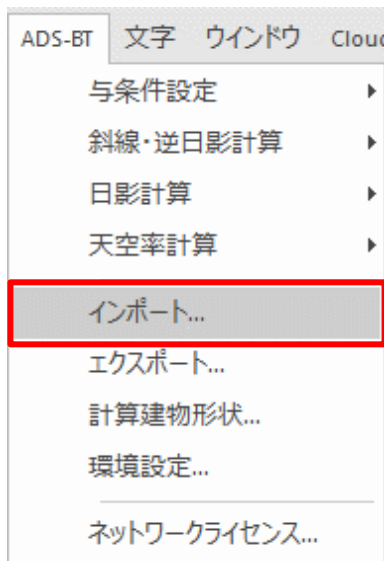 ADS-BT 文字 ウインドウ Clou
与条件設定
斜線・逆日影計算
日影計算
天空率計算
インポート...
エクスポート...
計算建物形状...
環境設定...
ネットワークライセンス...